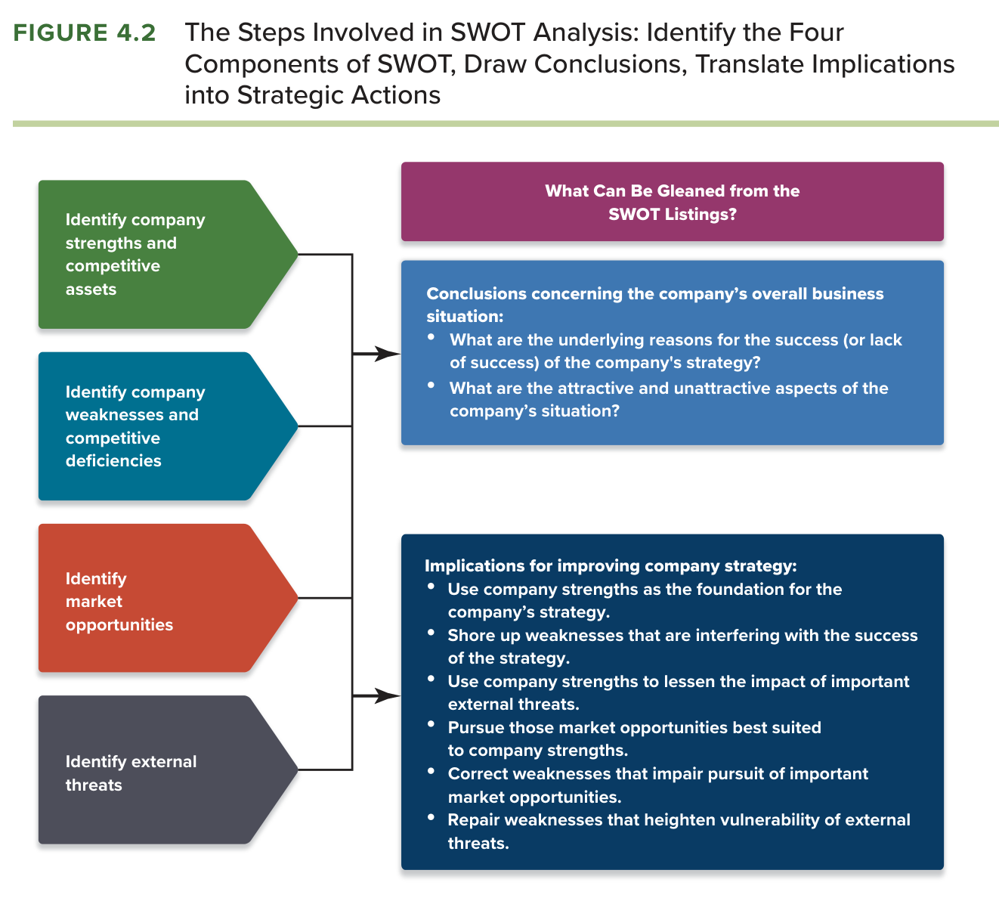 FIGURE 4.2
The Steps Involved in SWOT Analysis: Identify the Four
Components of SWOT, Draw Conclusions, Translate Implications
into Strategic Actions
Identify company
strengths and
competitive
assets
Identify company
weaknesses and
competitive
deficiencies
Identify
market
opportunities
Identify external
threats
What Can Be Gleaned from the
SWOT Listings?
Conclusions concerning the company’s overall business
situation:
• What are the underlying reasons for the success (or lack
of success) of the company's strategy?
• What are the attractive and unattractive aspects of the
company’s situation?
Implications for improving company strategy:
• Use company strengths as the foundation for the
company’s strategy.
• Shore up weaknesses that are interfering with the success
of the strategy.
• Use company strengths to lessen the impact of important
external threats.
• Pursue those market opportunities best suited
to company strengths.
• Correct weaknesses that impair pursuit of important
market opportunities.
• Repair weaknesses that heighten vulnerability of external
threats.